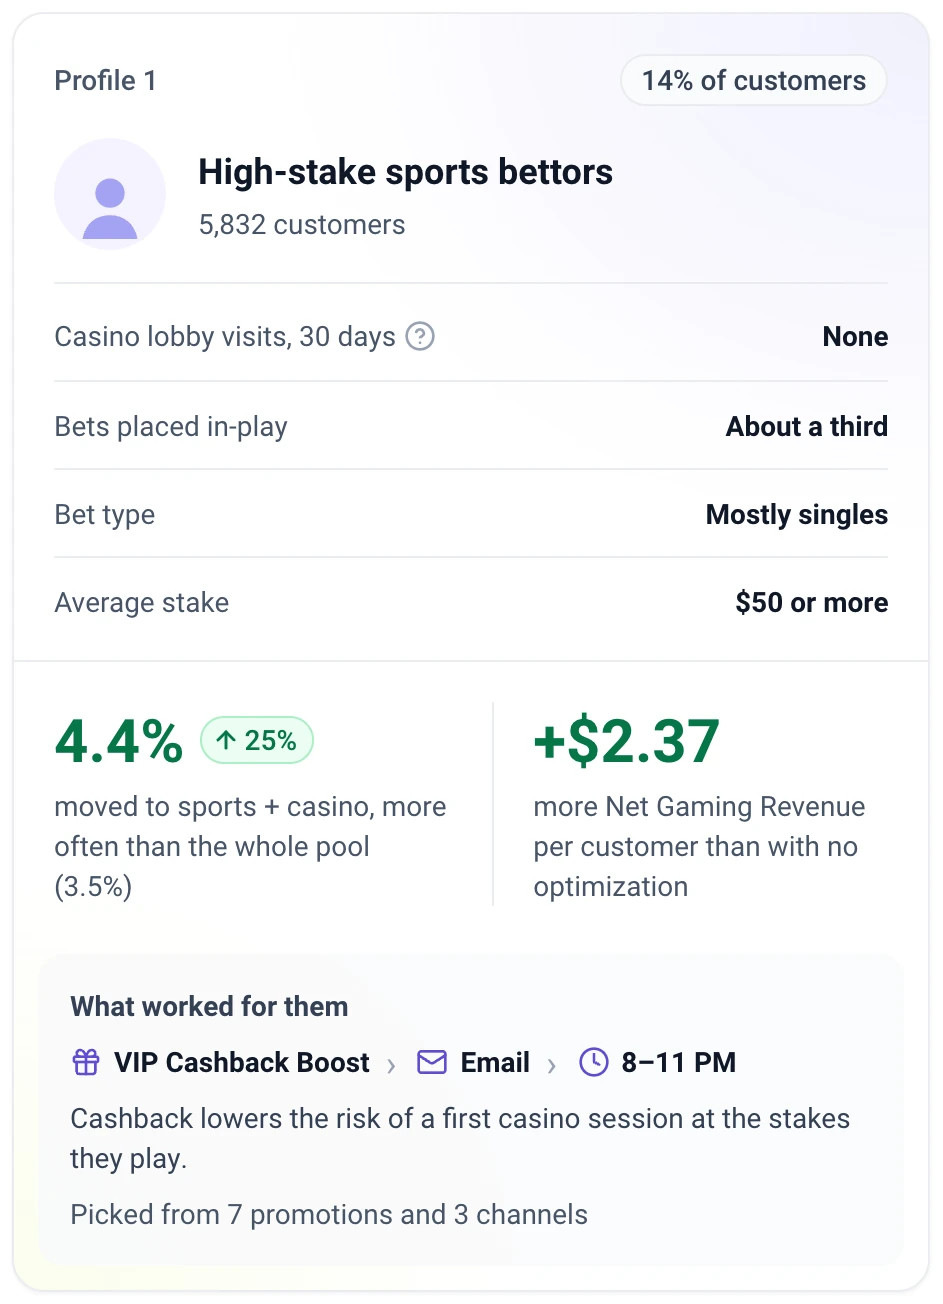 Profile 1
14% of customers
High-stake sports bettors
5,832 customers
Casino lobby visits, 30 days ?
None
Bets placed in-play
About a third
Bet type
Mostly singles
Average stake
$50 or more
4.4% ↑ 25%
moved to sports + casino, more
often than the whole pool
(3.5%)
+$2.37
more Net Gaming Revenue
per customer than with no
optimization
What worked for them
VIP Cashback Boost › Email › 8–11 PM
Cashback lowers the risk of a first casino session at the stakes
they play.
Picked from 7 promotions and 3 channels